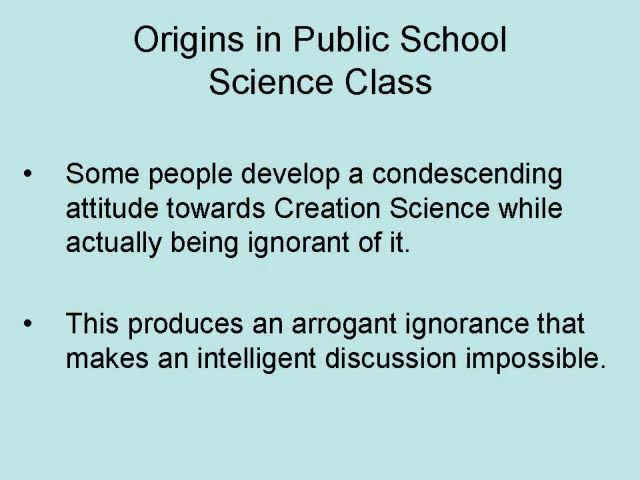 Origins in Public School
Science Class
• Some people develop a condescending
attitude towards Creation Science while
actually being ignorant of it.
• This produces an arrogant ignorance that
makes an intelligent discussion impossible.